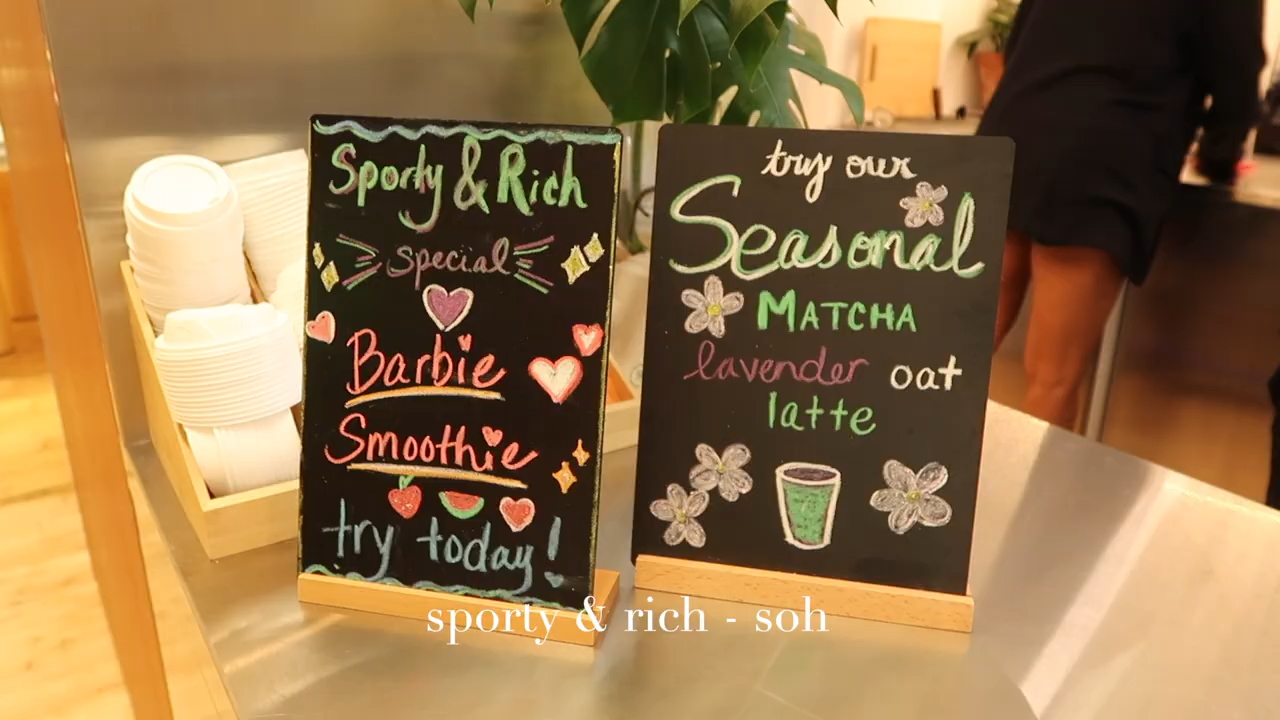 Sporty & Rich
special
Barbie
Smoothie
try today!
try our
Seasonal
MATCHA
lavender oat
latte
sporty & rich - soh